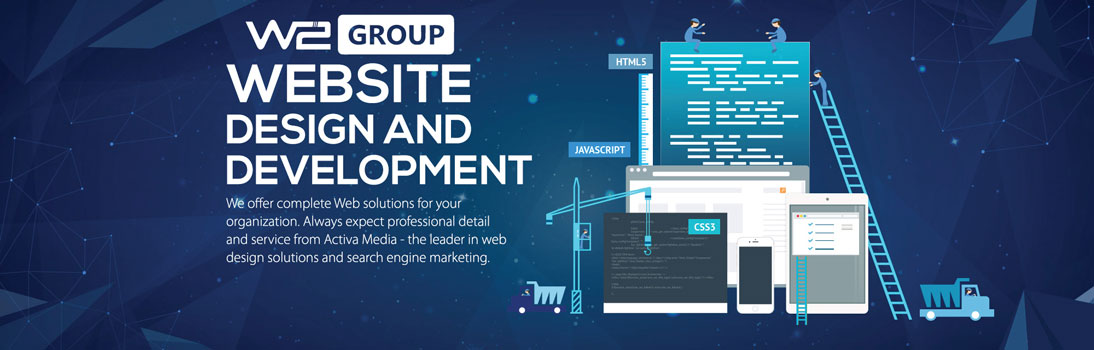 W2 GROUP
WEBSITE
DESIGN AND
DEVELOPMENT
We offer complete Web solutions for your
organization. Always expect professional detail
and service from Activa Media - the leader in web
design solutions and search engine marketing.
HTML5
JAVASCRIPT
CSS3